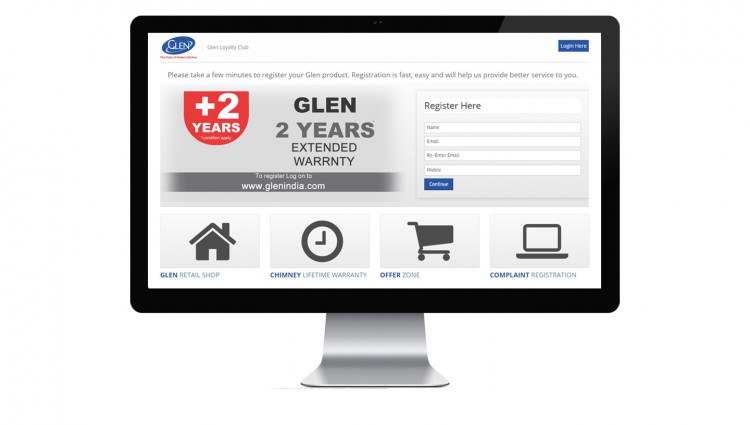 GLEN
The Glory of Modern Kitchen
Glen Loyalty Club
Login Here
Please take a few minutes to register your Glen product. Registration is fast, easy and will help us provide better service to you.
+2
YEARS
*condition apply
GLEN
2 YEARS*
EXTENDED
WARRNTY
To register Log on to
www.glenindia.com
Register Here
Name
Email
Re-Enter Email
Mobile
Continue
GLEN RETAIL SHOP
CHIMNEY LIFETIME WARRANTY
OFFER ZONE
COMPLAINT REGISTRATION